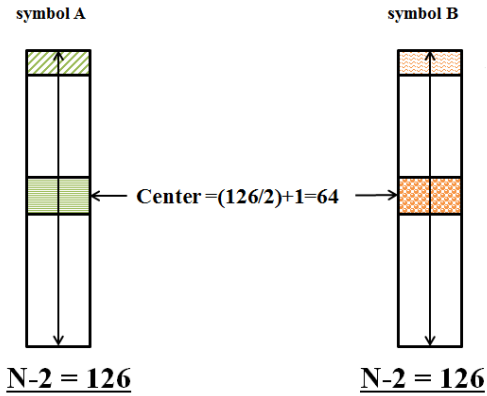 symbol A symbol B
Center =(126/2)+1=64
N-2 = 126 N-2 = 126